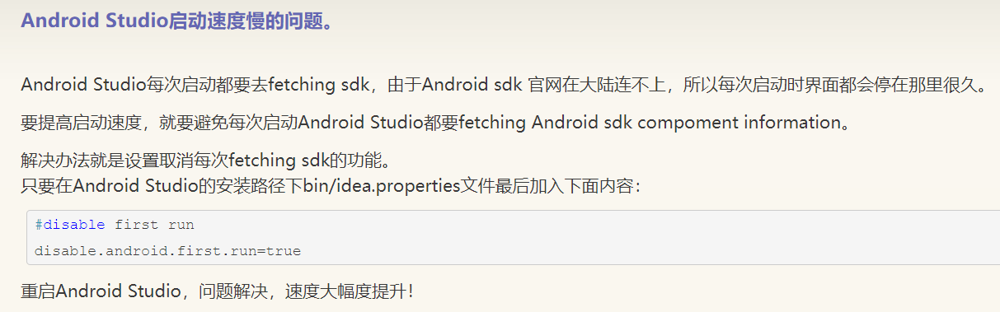 Android Studio启动速度慢的问题。
Android Studio每次启动都要去fetching sdk，由于Android sdk 官网在大陆连不上，所以每次启动时界面都会停在那里很久。
要提高启动速度，就要避免每次启动Android Studio都要fetching Android sdk compoment information。
解决办法就是设置取消每次fetching sdk的功能。
只要在Android Studio的安装路径下bin/idea.properties文件最后加入下面内容：
#disable first run
disable.android.first.run=true
重启Android Studio，问题解决，速度大幅度提升！